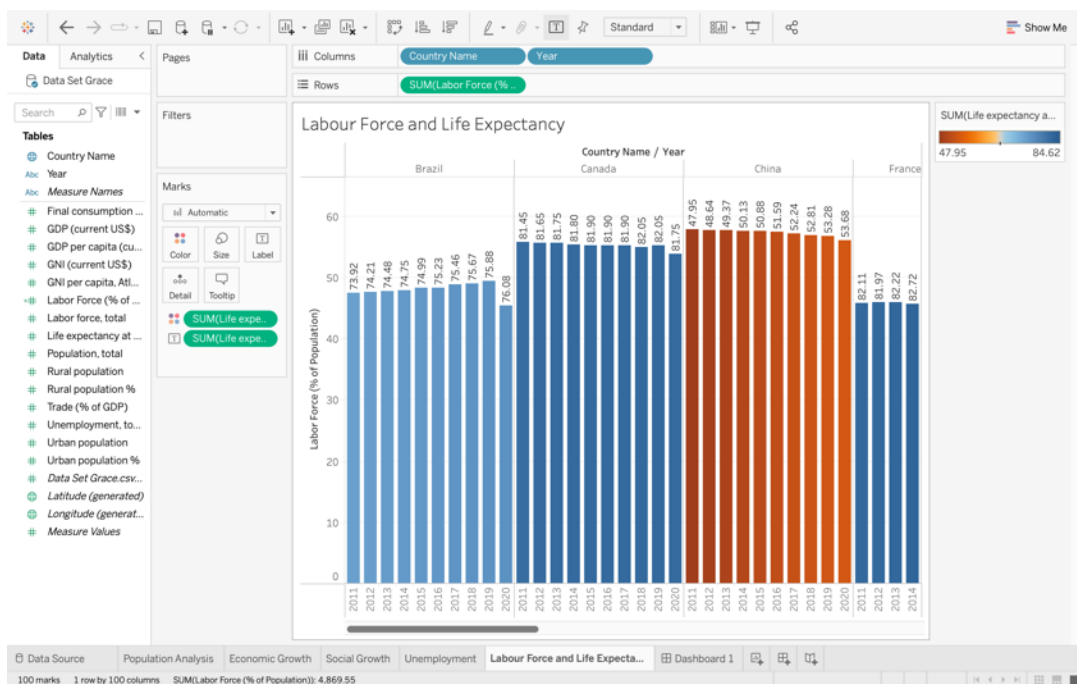 Standard
Show Me
Data
Analytics
Data Set Grace
Search
Tables
Country Name
Abc Year
Abc Measure Names
Final consumption ...
GDP (current US$)
GDP per capita (cu...
GNI (current US$)
GNI per capita, Atl...
Labor Force (% of ...
Labor force, total
Life expectancy at ...
Population, total
Rural population
Rural population %
Trade (% of GDP)
Unemployment, to...
Urban population
Urban population %
Data Set Grace.csv...
Latitude (generated)
Longitude (generat...
Measure Values
Pages
Filters
Marks
Automatic
Color
Size
Label
Detail
Tooltip
SUM(Life expe..
SUM(Life expe..
Columns
Country Name
Year
Rows
SUM(Labor Force (% ..
Labour Force and Life Expectancy
Country Name / Year
Brazil
Canada
China
France
Labor Force (% of Population)
60
50
40
30
20
10
0
73.92
74.21
74.48
74.75
74.99
75.23
75.46
75.67
75.88
76.08
81.45
81.65
81.75
81.80
81.90
81.90
81.90
82.05
82.05
81.75
47.95
48.64
49.37
50.13
50.88
51.59
52.24
52.81
53.28
53.68
82.11
81.97
82.22
82.72
2011
2012
2013
2014
2015
2016
2017
2018
2019
2020
2011
2012
2013
2014
2015
2016
2017
2018
2019
2020
2011
2012
2013
2014
2015
2016
2017
2018
2019
2020
2011
2012
2013
2014
SUM(Life expectancy a...
47.95
84.62
Data Source
Population Analysis
Economic Growth
Social Growth
Unemployment
Labour Force and Life Expecta...
Dashboard 1
100 marks 1 row by 100 columns SUM(Labor Force (% of Population)): 4,869.55